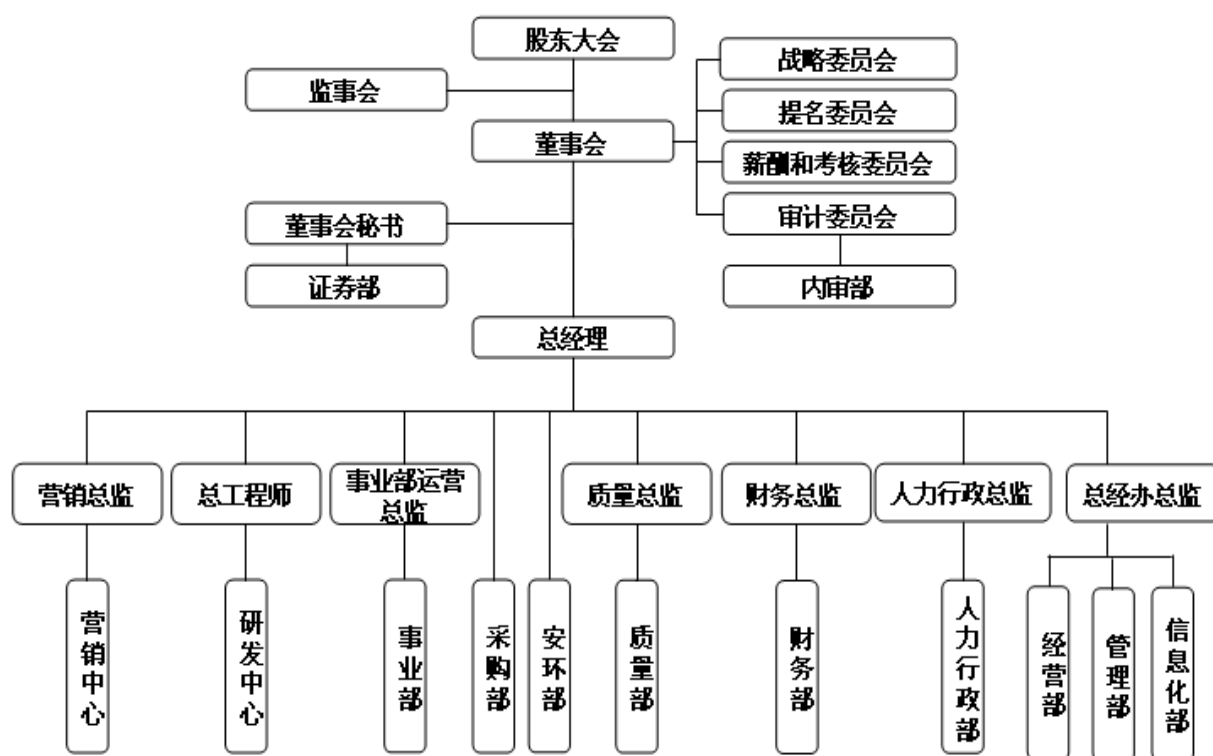 股东大会
战略委员会
监事会
提名委员会
董事会
薪酬和考核委员会
董事会秘书
审计委员会
证券部
内审部
总经理
营销总监
总工程师
事业部运营
总监
质量总监
财务总监
人力行政总监
总经办总监
营销中心
研发中心
事业部
采购部
安环部
质量部
财务部
人力行政部
经营部
管理部
信息化部